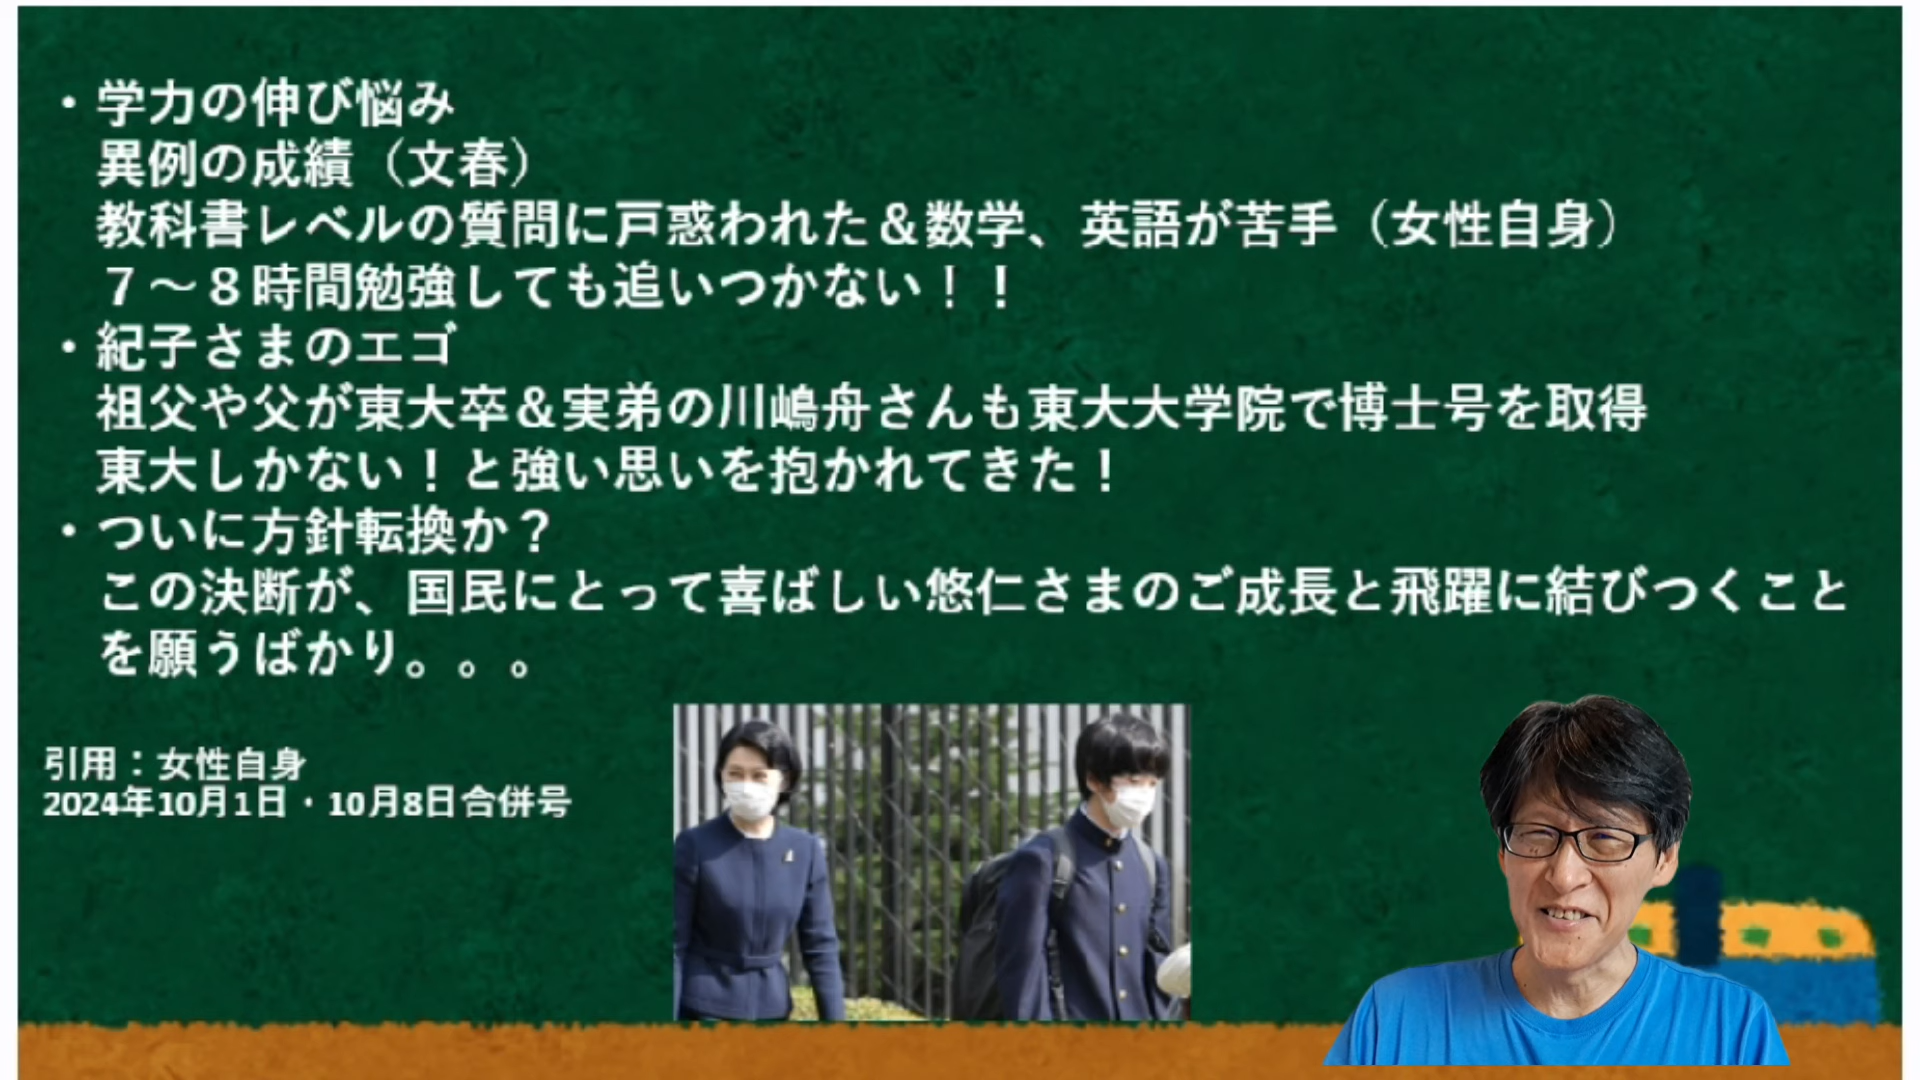 ・学力の伸び悩み
異例の成績（文春）
教科書レベルの質問に戸惑われた＆数学、英語が苦手（女性自身）
７～８時間勉強しても追いつかない！！
・紀子さまのエゴ
祖父や父が東大卒＆実弟の川嶋舟さんも東大大学院で博士号を取得
東大しかない！と強い思いを抱かれてきた！
・ついに方針転換か？
この決断が、国民にとって喜ばしい悠仁さまのご成長と飛躍に結びつくこと
を願うばかり。。。
引用：女性自身
2024年10月1日・10月8日合併号